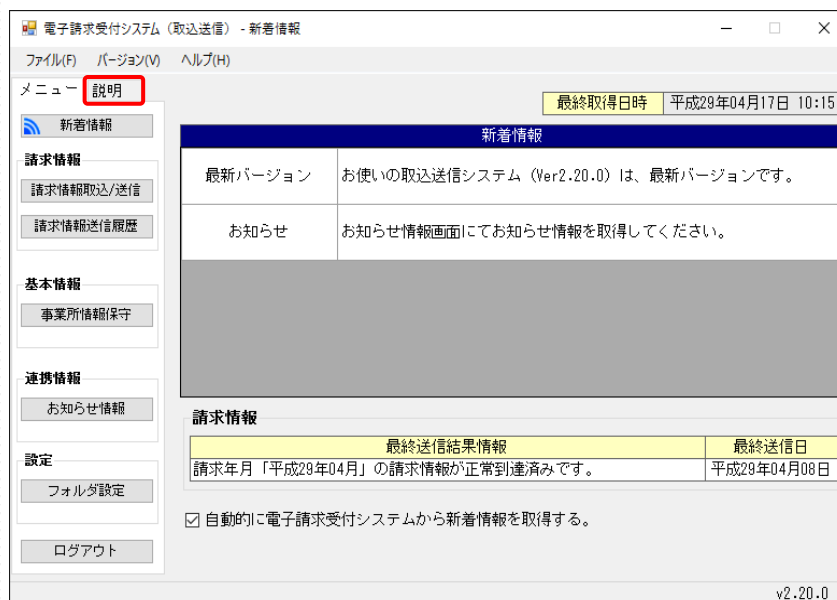 電子請求受付システム（取込送信） - 新着情報
ファイル(F) バージョン(V) ヘルプ(H)
メニュー 説明
最終取得日時 平成29年04月17日 10:15
新着情報
請求情報
請求情報取込/送信
請求情報送信履歴
基本情報
事業所情報保守
連携情報
お知らせ情報
設定
フォルダ設定
ログアウト
新着情報
最新バージョン お使いの取込送信システム（Ver2.20.0）は、最新バージョンです。
お知らせ お知らせ情報画面にてお知らせ情報を取得してください。
請求情報
最終送信結果情報 最終送信日
請求年月「平成29年04月」の請求情報が正常到達済みです。 平成29年04月08日
自動的に電子請求受付システムから新着情報を取得する。
v2.20.0